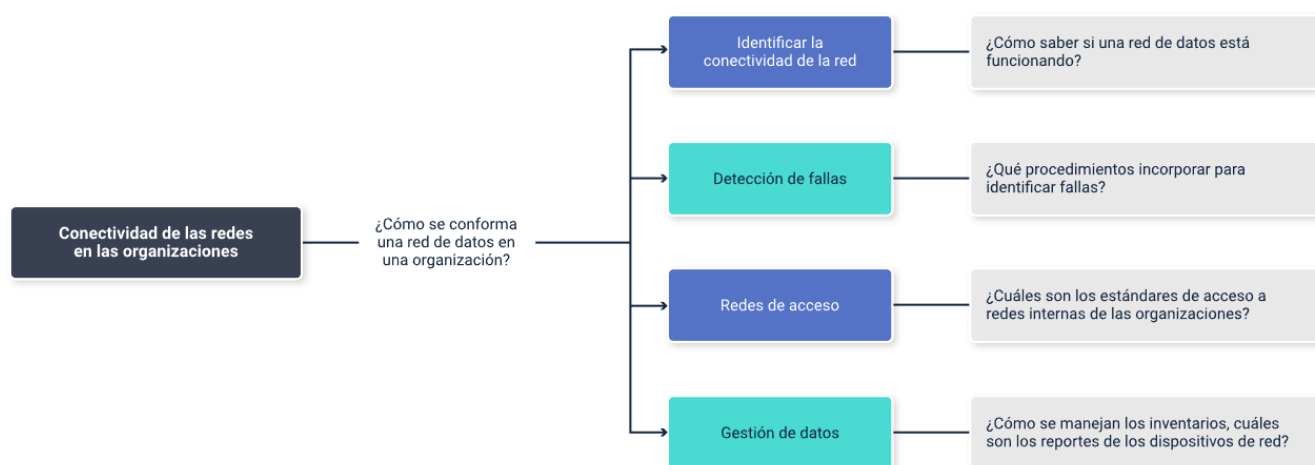 Conectividad de las redes
en las organizaciones
¿Cómo se conforma
una red de datos en
una organización?
Identificar la
conectividad de la red
¿Cómo saber si una red de datos está
funcionando?
Detección de fallas
¿Qué procedimientos incorporar para
identificar fallas?
Redes de acceso
¿Cuáles son los estándares de acceso a
redes internas de las organizaciones?
Gestión de datos
¿Cómo se manejan los inventarios, cuáles
son los reportes de los dispositivos de red?